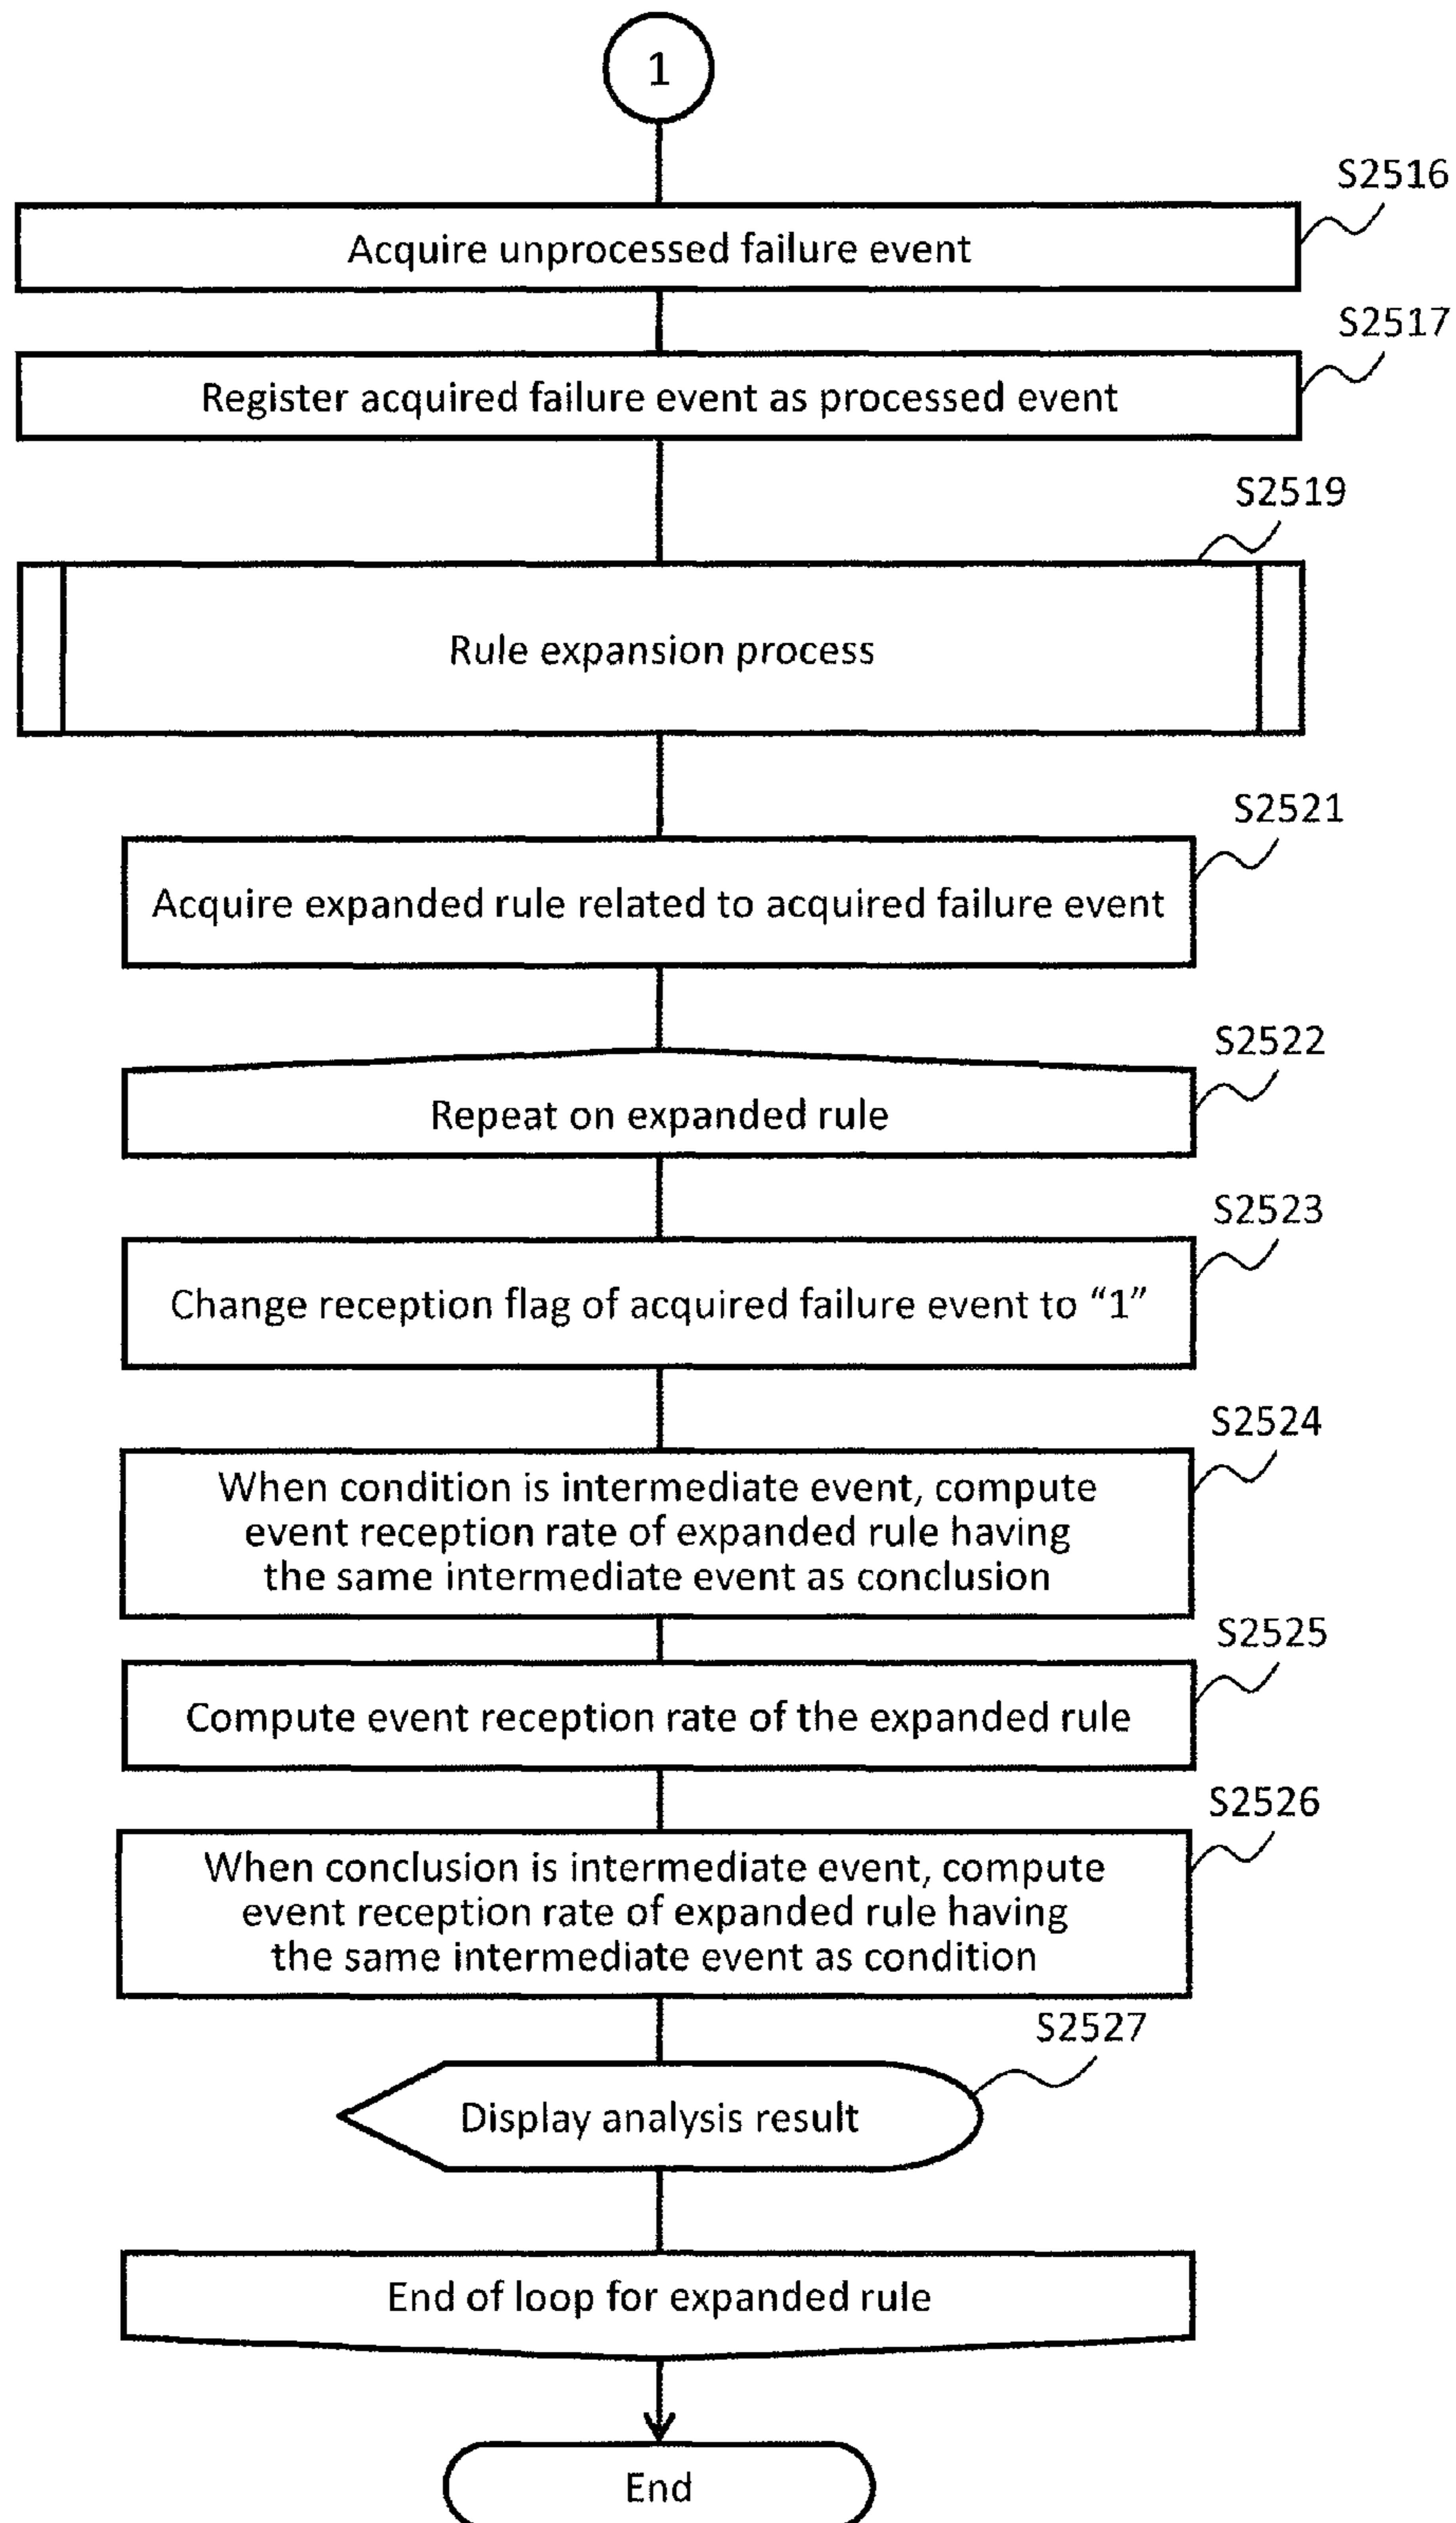 1
S2516
Acquire unprocessed failure event
S2517
Register acquired failure event as processed event
S2519
Rule expansion process
S2521
Acquire expanded rule related to acquired failure event
S2522
Repeat on expanded rule
S2523
Change reception flag of acquired failure event to “1”
S2524
When condition is intermediate event, compute
event reception rate of expanded rule having
the same intermediate event as conclusion
S2525
Compute event reception rate of the expanded rule
S2526
When conclusion is intermediate event, compute
event reception rate of expanded rule having
the same intermediate event as condition
S2527
Display analysis result
End of loop for expanded rule
End